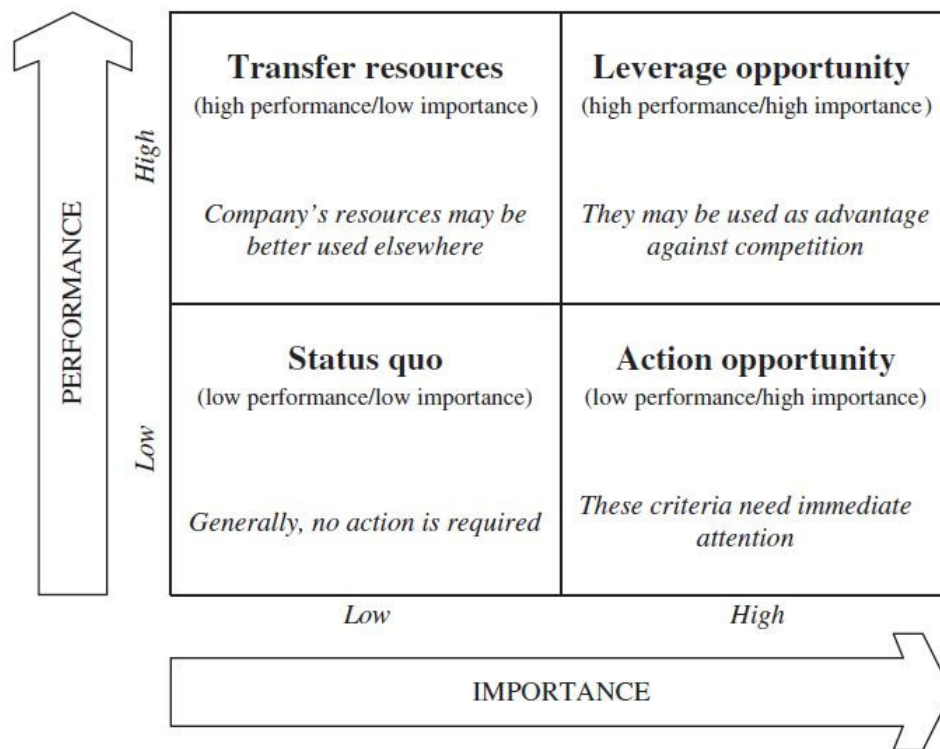 Transfer resources
(high performance/low importance)
Company's resources may be
better used elsewhere
Leverage opportunity
(high performance/high importance)
They may be used as advantage
against competition
High
PERFORMANCE
Low
Status quo
(low performance/low importance)
Generally, no action is required
Action opportunity
(low performance/high importance)
These criteria need immediate
attention
Low
High
IMPORTANCE